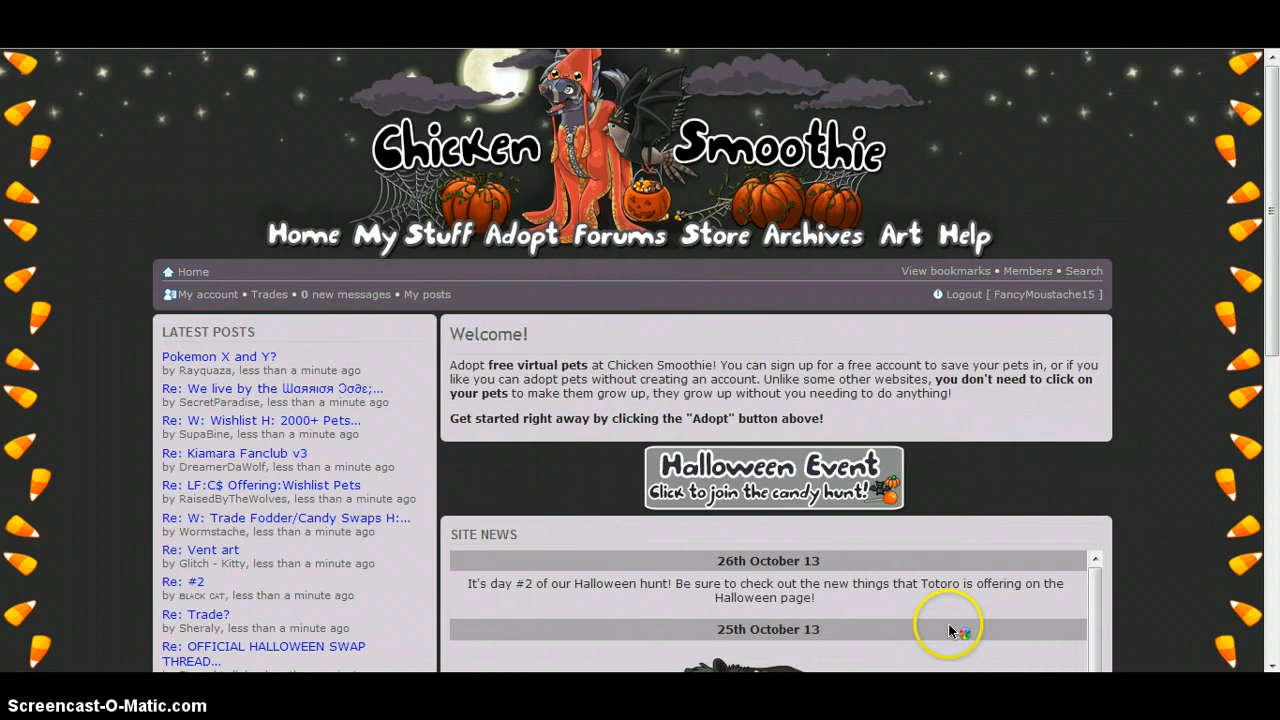 Chicken Smoothie
Home My Stuff Adopt Forums Store Archives Art Help
Home
View bookmarks • Members • Search
My account • Trades • 0 new messages • My posts
Logout [ FancyMoustache15 ]
LATEST POSTS
Pokemon X and Y?
by Rayquaza, less than a minute ago
Re: We live by the Ɯαяяισя Ɔσ∂ε;...
by SecretParadise, less than a minute ago
Re: W: Wishlist H: 2000+ Pets...
by SupaBine, less than a minute ago
Re: Kiamara Fanclub v3
by DreamerDaWolf, less than a minute ago
Re: LF:C$ Offering:Wishlist Pets
by RaisedByTheWolves, less than a minute ago
Re: W: Trade Fodder/Candy Swaps H:...
by Wormstache, less than a minute ago
Re: Vent art
by Glitch - Kitty, less than a minute ago
Re: #2
by ʙʟᴀᴄᴋ ᴄᴀᴛ, less than a minute ago
Re: Trade?
by Sheraly, less than a minute ago
Re: OFFICIAL HALLOWEEN SWAP
THREAD...
Welcome!
Adopt free virtual pets at Chicken Smoothie! You can sign up for a free account to save your pets in, or if you
like you can adopt pets without creating an account. Unlike some other websites, you don't need to click on
your pets to make them grow up, they grow up without you needing to do anything!
Get started right away by clicking the "Adopt" button above!
Halloween Event
Click to join the candy hunt!
SITE NEWS
26th October 13
It's day #2 of our Halloween hunt! Be sure to check out the new things that Totoro is offering on the
Halloween page!
25th October 13
Screencast-O-Matic.com